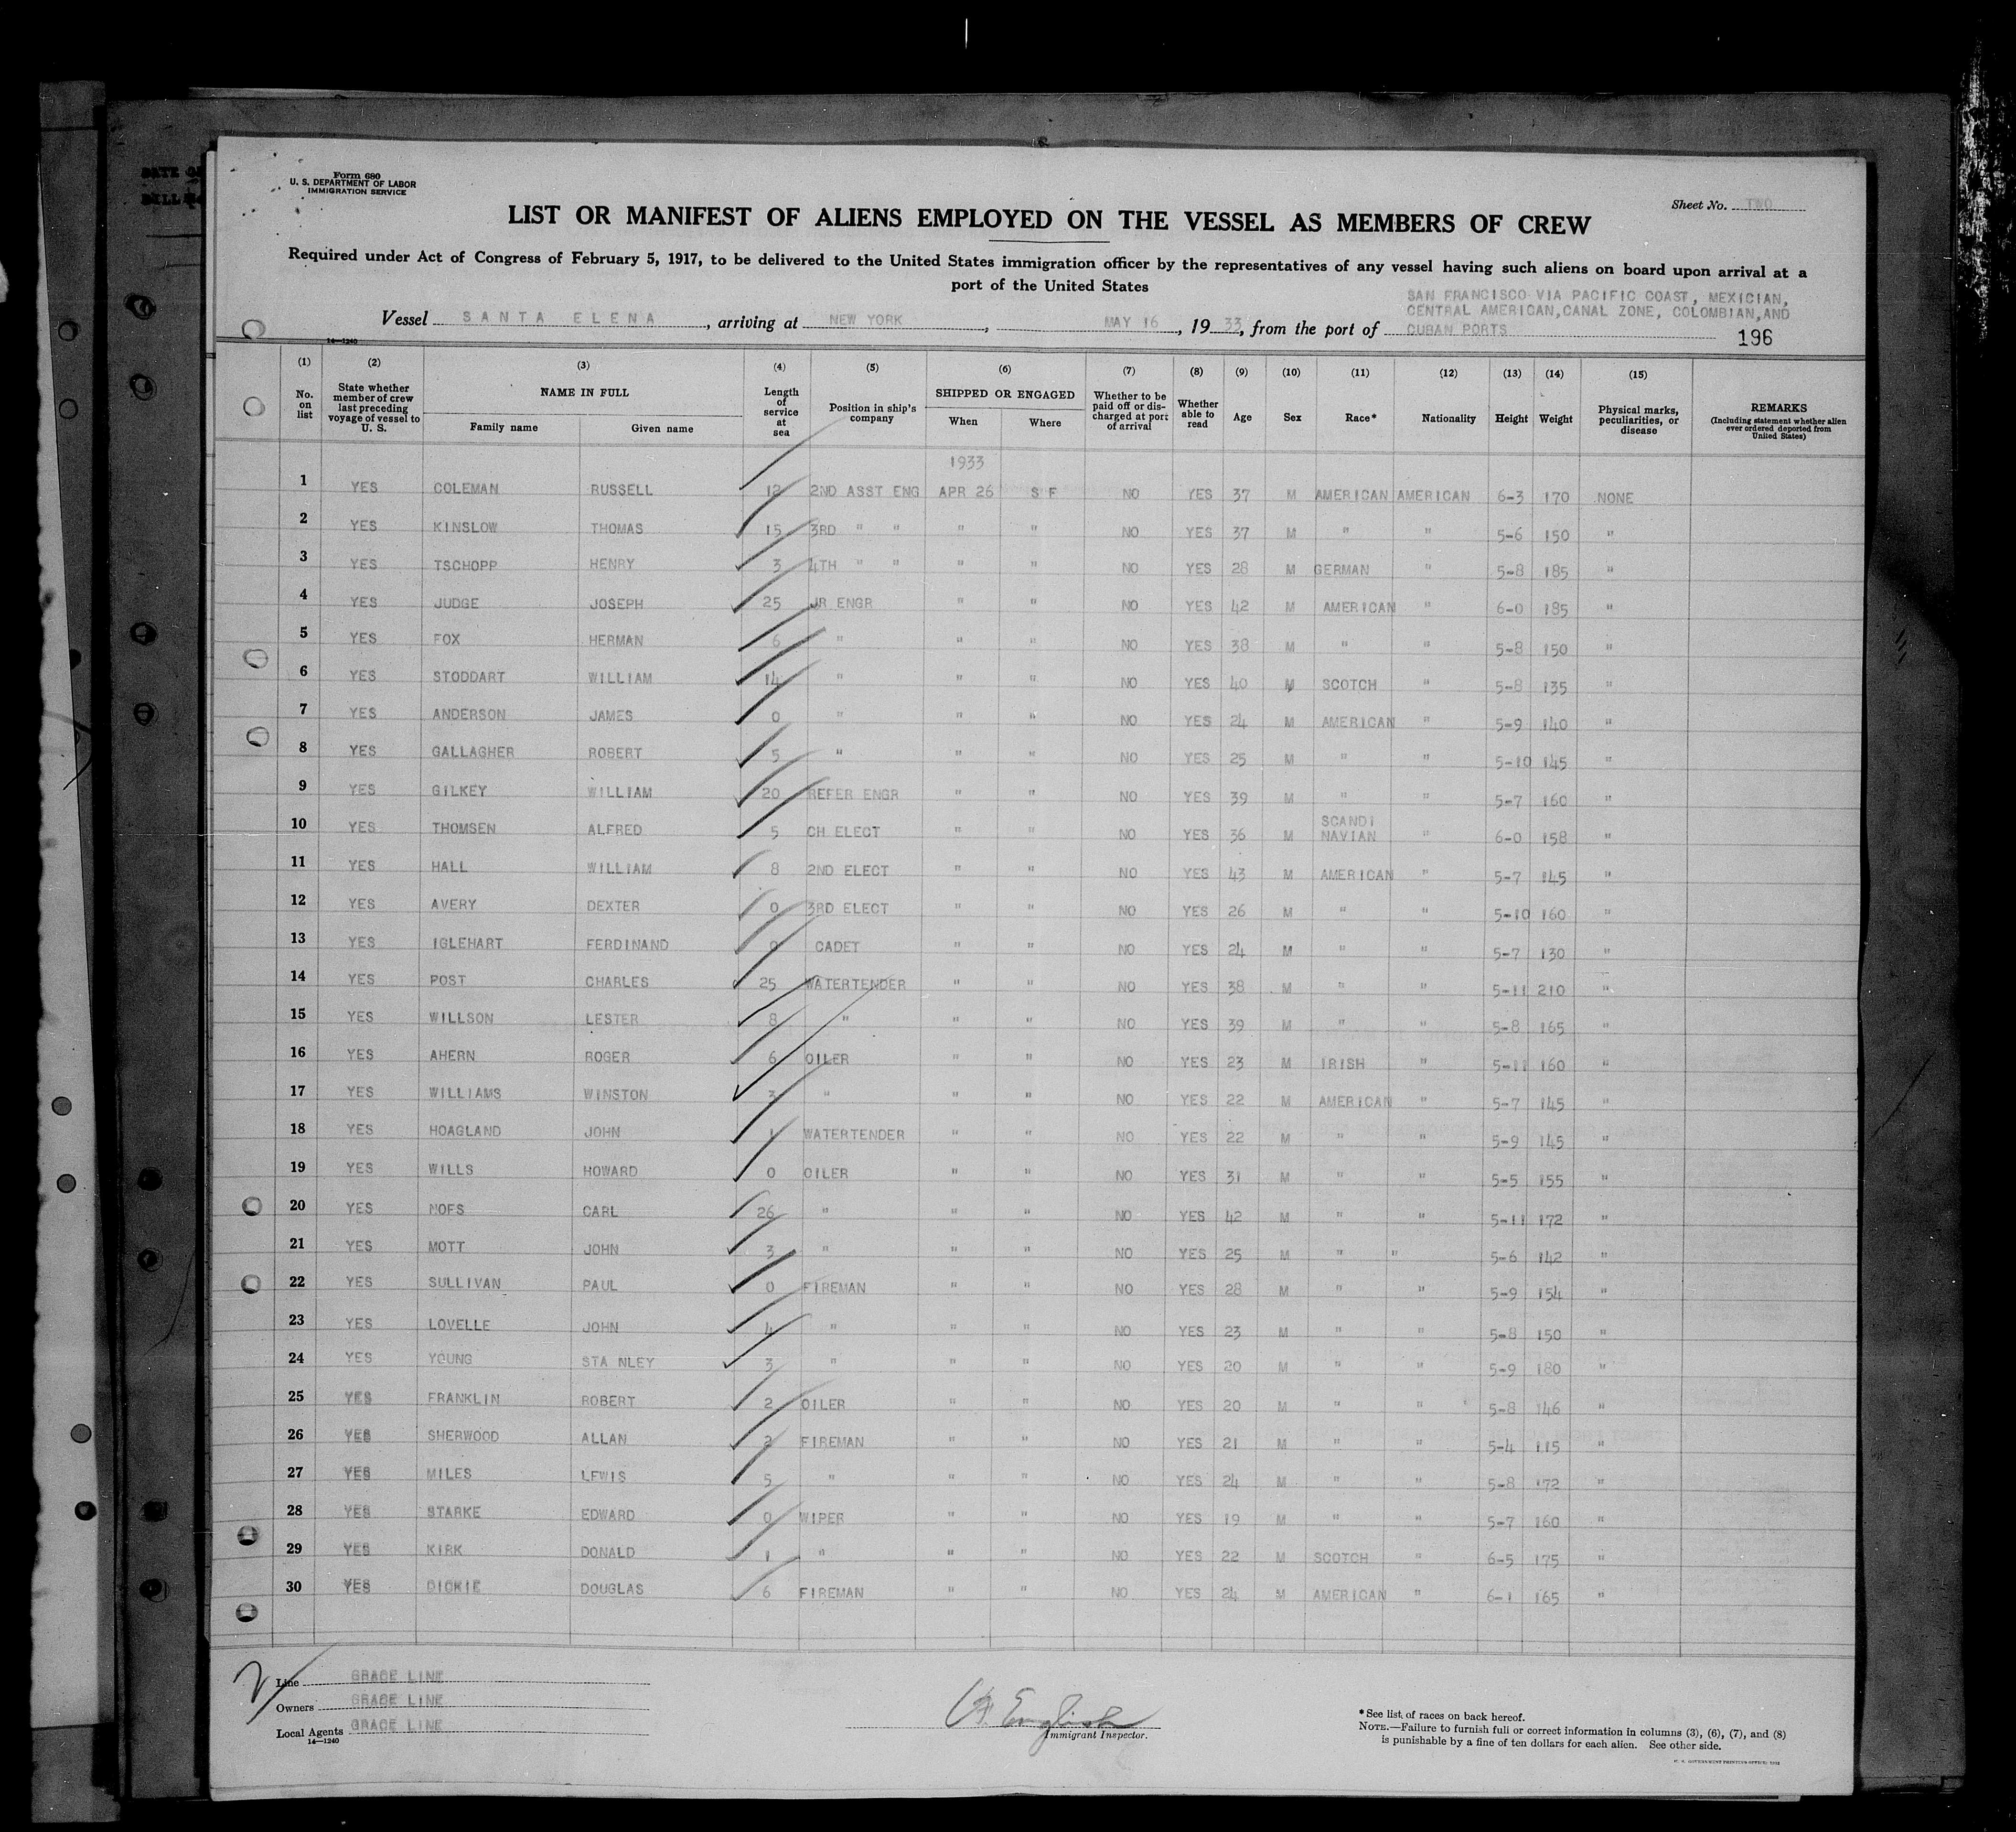 DATE OF
Form 680
U. S. DEPARTMENT OF LABOR
IMMIGRATION SERVICE
Sheet No. TWO
LIST OR MANIFEST OF ALIENS EMPLOYED ON THE VESSEL AS MEMBERS OF CREW
Required under Act of Congress of February 5, 1917, to be delivered to the United States immigration officer by the representatives of any vessel having such aliens on board upon arrival at a
port of the United States
SAN FRANCISCO VIA PACIFIC COAST, MEXICIAN,
CENTRAL AMERICAN, CANAL ZONE, COLOMBIAN, AND
Vessel SANTA ELENA, arriving at NEW YORK, MAY 16, 1933, from the port of CUBAN PORTS
196
14—1240
(1) (2) (3) (4) (5) (6) (7) (8) (9) (10) (11) (12) (13) (14) (15)
No. on list | State whether member of crew last preceding voyage of vessel to U. S. | NAME IN FULL Family name Given name | Length of service at sea | Position in ship's company | SHIPPED OR ENGAGED When Where | Whether to be paid off or discharged at port of arrival | Whether able to read | Age | Sex | Race* | Nationality | Height | Weight | Physical marks, peculiarities, or disease | REMARKS (Including statement whether alien ever ordered deported from United States)
1933
1 YES COLEMAN RUSSELL 12 2ND ASST ENG APR 26 S F NO YES 37 M AMERICAN AMERICAN 6-3 170 NONE
2 YES KINSLOW THOMAS 15 3RD " " " " NO YES 37 M " " 5-6 150 "
3 YES TSCHOPP HENRY 3 4TH " " " " NO YES 28 M GERMAN " 5-8 185 "
4 YES JUDGE JOSEPH 25 JR ENGR " " NO YES 42 M AMERICAN " 6-0 185 "
5 YES FOX HERMAN 6 " " " NO YES 38 M " " 5-8 150 "
6 YES STODDART WILLIAM 14 " " " NO YES 40 M SCOTCH " 5-8 135 "
7 YES ANDERSON JAMES 0 " " " NO YES 24 M AMERICAN " 5-9 140 "
8 YES GALLAGHER ROBERT 5 " " " NO YES 25 M " " 5-10 145 "
9 YES GILKEY WILLIAM 20 REFER ENGR " " NO YES 39 M " " 5-7 160 "
10 YES THOMSEN ALFRED 5 CH ELECT " " NO YES 36 M SCANDI NAVIAN " 6-0 158 "
11 YES HALL WILLIAM 8 2ND ELECT " " NO YES 43 M AMERICAN " 5-7 145 "
12 YES AVERY DEXTER 0 3RD ELECT " " NO YES 26 M " " 5-10 160 "
13 YES IGLEHART FERDINAND 0 CADET " " NO YES 24 M " " 5-7 130 "
14 YES POST CHARLES 25 WATERTENDER " " NO YES 38 M " " 5-11 210 "
15 YES WILLSON LESTER 8 " " " NO YES 39 M " " 5-8 165 "
16 YES AHERN ROGER 6 OILER " " NO YES 23 M IRISH " 5-11 160 "
17 YES WILLIAMS WINSTON 3 " " " NO YES 22 M AMERICAN " 5-7 145 "
18 YES HOAGLAND JOHN 1 WATERTENDER " " NO YES 22 M " " 5-9 145 "
19 YES WILLS HOWARD 0 OILER " " NO YES 31 M " " 5-5 155 "
20 YES NOFS CARL 26 " " " NO YES 42 M " " 5-11 172 "
21 YES MOTT JOHN 3 " " " NO YES 25 M " " 5-6 142 "
22 YES SULLIVAN PAUL 0 FIREMAN " " NO YES 28 M " " 5-9 154 "
23 YES LOVELLE JOHN 4 " " " NO YES 23 M " " 5-8 150 "
24 YES YOUNG STA NLEY 3 " " " NO YES 20 M " " 5-9 180 "
25 YES FRANKLIN ROBERT 2 OILER " " NO YES 20 M " " 5-8 146 "
26 YES SHERWOOD ALLAN 2 FIREMAN " " NO YES 21 M " " 5-4 115 "
27 YES MILES LEWIS 5 " " " NO YES 24 M " " 5-8 172 "
28 YES STARKE EDWARD 0 WIPER " " NO YES 19 M " " 5-7 160 "
29 YES KIRK DONALD 1 " " " NO YES 22 M SCOTCH " 6-5 175 "
30 YES DICKIE DOUGLAS 6 FIREMAN " " NO YES 24 M AMERICAN " 6-1 165 "
Line GRACE LINE
Owners GRACE LINE
Local Agents GRACE LINE
14—1240
English
Immigrant Inspector.
*See list of races on back hereof.
NOTE.—Failure to furnish full or correct information in columns (3), (6), (7), and (8)
is punishable by a fine of ten dollars for each alien. See other side.
U. S. GOVERNMENT PRINTING OFFICE: 1932